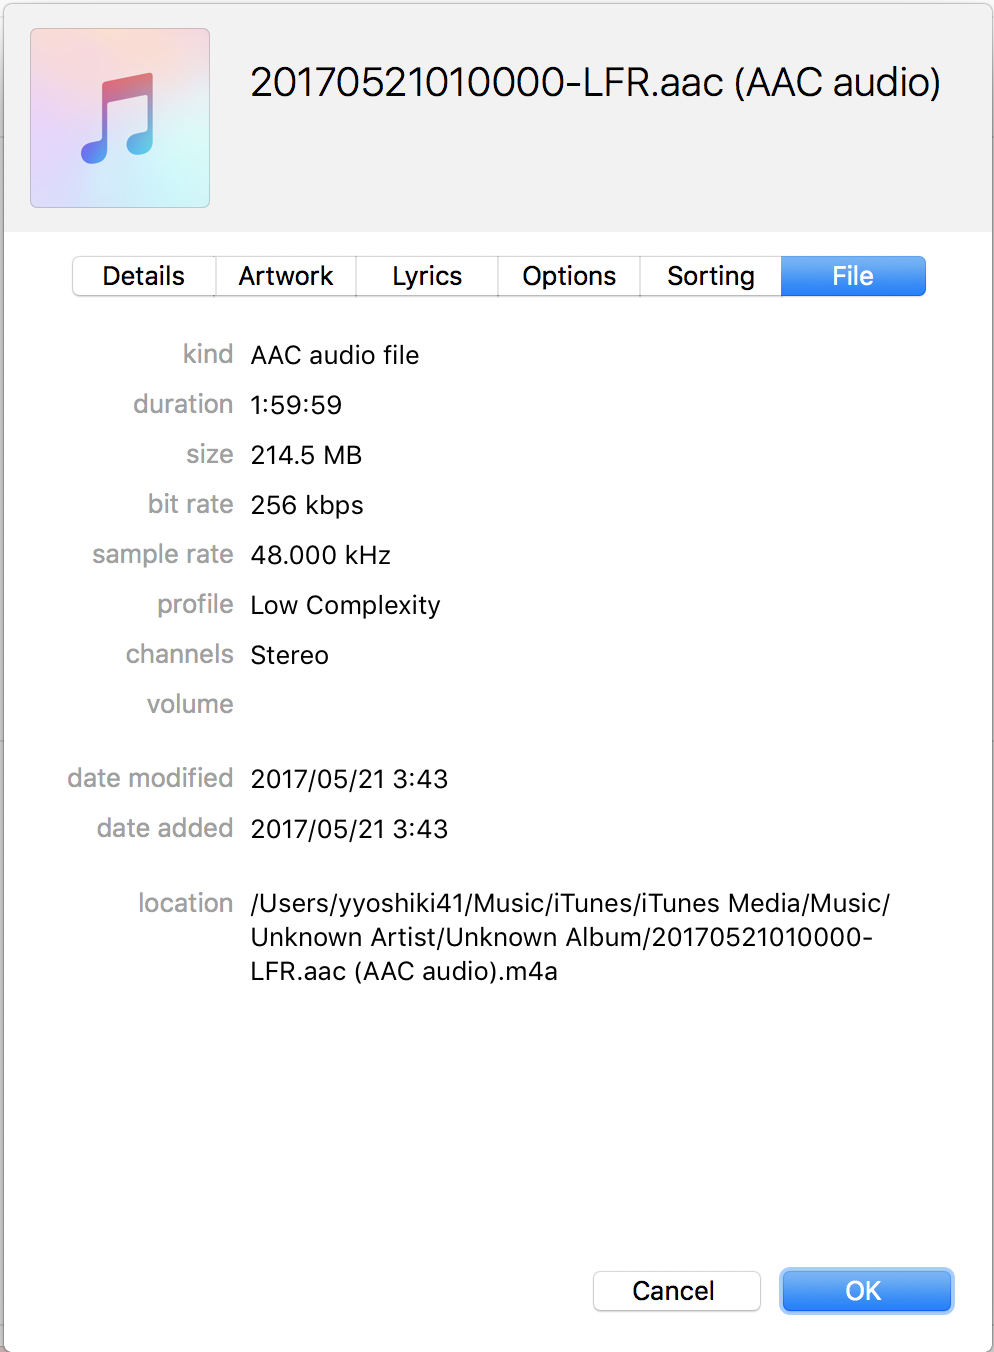 20170521010000-LFR.aac (AAC audio)
Details Artwork Lyrics Options Sorting File
kind AAC audio file
duration 1:59:59
size 214.5 MB
bit rate 256 kbps
sample rate 48.000 kHz
profile Low Complexity
channels Stereo
volume
date modified 2017/05/21 3:43
date added 2017/05/21 3:43
location /Users/yyoshiki41/Music/iTunes/iTunes Media/Music/
Unknown Artist/Unknown Album/20170521010000-
LFR.aac (AAC audio).m4a
Cancel OK